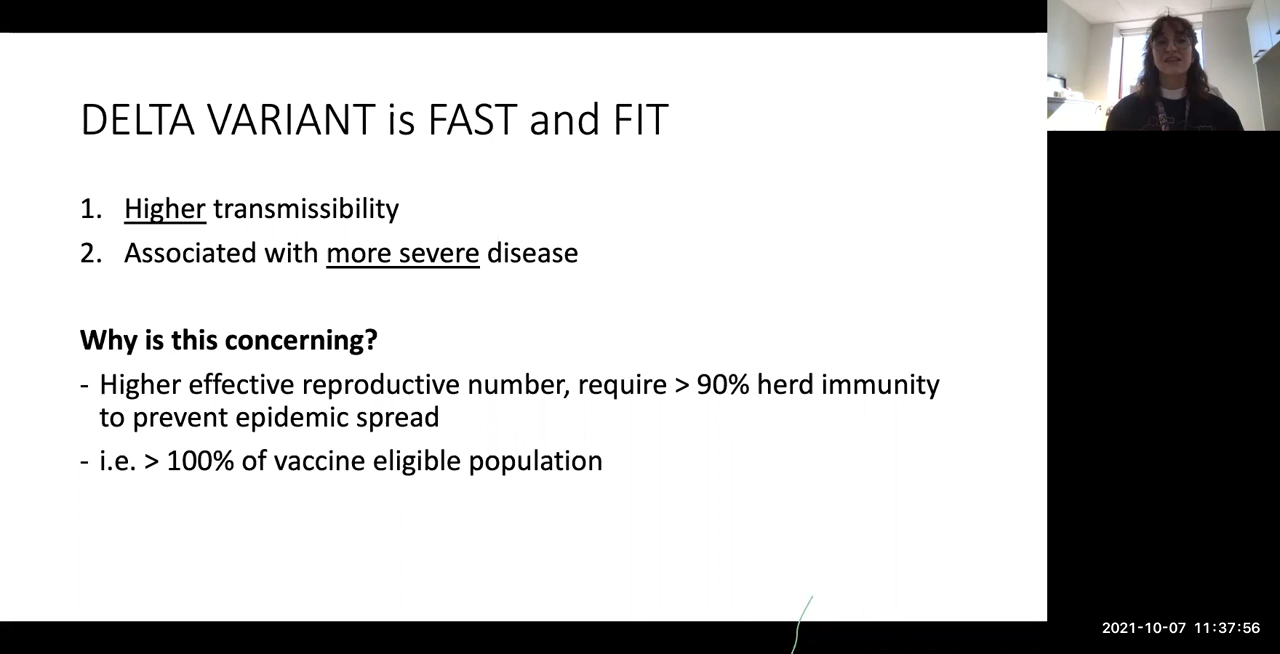 DELTA VARIANT is FAST and FIT
1. Higher transmissibility
2. Associated with more severe disease
Why is this concerning?
- Higher effective reproductive number, require > 90% herd immunity
to prevent epidemic spread
- i.e. > 100% of vaccine eligible population
2021-10-07 11:37:56